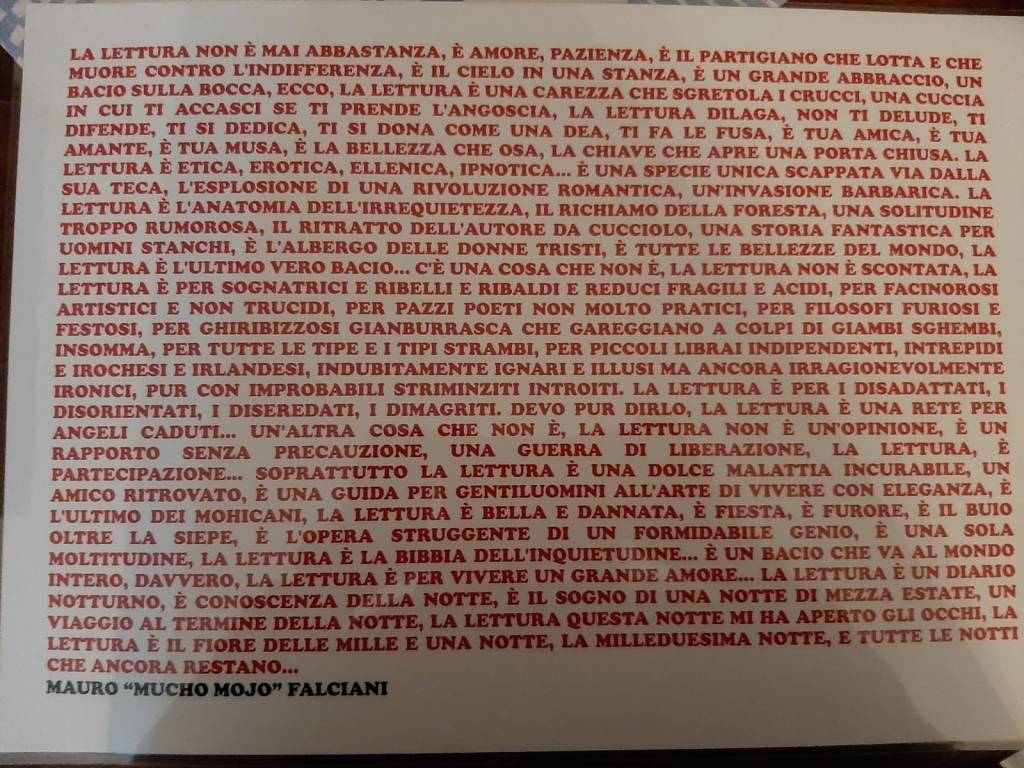 LA LETTURA NON È MAI ABBASTANZA, È AMORE, PAZIENZA, È IL PARTIGIANO CHE LOTTA E CHE
MUORE CONTRO L'INDIFFERENZA, È IL CIELO IN UNA STANZA, È UN GRANDE ABBRACCIO, UN
BACIO SULLA BOCCA, ECCO, LA LETTURA È UNA CAREZZA CHE SGRETOLA I CRUCCI, UNA CUCCIA
IN CUI TI ACCASCI SE TI PRENDE L'ANGOSCIA, LA LETTURA DILAGA, NON TI DELUDE, TI
DIFENDE, TI SI DEDICA, TI SI DONA COME UNA DEA, TI FA LE FUSA, È TUA AMICA, È TUA
AMANTE, È TUA MUSA, È LA BELLEZZA CHE OSA, LA CHIAVE CHE APRE UNA PORTA CHIUSA. LA
LETTURA È ETICA, EROTICA, ELLENICA, IPNOTICA... È UNA SPECIE UNICA SCAPPATA VIA DALLA
SUA TECA, L'ESPLOSIONE DI UNA RIVOLUZIONE ROMANTICA, UN'INVASIONE BARBARICA. LA
LETTURA È L'ANATOMIA DELL'IRREQUIETEZZA, IL RICHIAMO DELLA FORESTA, UNA SOLITUDINE
TROPPO RUMOROSA, IL RITRATTO DELL'AUTORE DA CUCCIOLO, UNA STORIA FANTASTICA PER
UOMINI STANCHI, È L'ALBERGO DELLE DONNE TRISTI, È TUTTE LE BELLEZZE DEL MONDO, LA
LETTURA È L'ULTIMO VERO BACIO... C'È UNA COSA CHE NON È, LA LETTURA NON È SCONTATA, LA
LETTURA È PER SOGNATRICI E RIBELLI E RIBALDI E REDUCI FRAGILI E ACIDI, PER FACINOROSI
ARTISTICI E NON TRUCIDI, PER PAZZI POETI NON MOLTO PRATICI, PER FILOSOFI FURIOSI E
FESTOSI, PER GHIRIBIZZOSI GIANBURRASCA CHE GAREGGIANO A COLPI DI GIAMBI SGHEMBI,
INSOMMA, PER TUTTE LE TIPE E I TIPI STRAMBI, PER PICCOLI LIBRAI INDIPENDENTI, INTREPIDI
E IROCHESI E IRLANDESI, INDUBITAMENTE IGNARI E ILLUSI MA ANCORA IRRAGIONEVOLMENTE
IRONICI, PUR CON IMPROBABILI STRIMINZITI INTROITI. LA LETTURA È PER I DISADATTATI, I
DISORIENTATI, I DISEREDATI, I DIMAGRITI. DEVO PUR DIRLO, LA LETTURA È UNA RETE PER
ANGELI CADUTI... UN'ALTRA COSA CHE NON È, LA LETTURA NON È UN'OPINIONE, È UN
RAPPORTO SENZA PRECAUZIONE, UNA GUERRA DI LIBERAZIONE, LA LETTURA, È
PARTECIPAZIONE... SOPRATTUTTO LA LETTURA È UNA DOLCE MALATTIA INCURABILE, UN
AMICO RITROVATO, È UNA GUIDA PER GENTILUOMINI ALL'ARTE DI VIVERE CON ELEGANZA, È
L'ULTIMO DEI MOHICANI, LA LETTURA È BELLA E DANNATA, È FIESTA, È FURORE, È IL BUIO
OLTRE LA SIEPE, È L'OPERA STRUGGENTE DI UN FORMIDABILE GENIO, È UNA SOLA
MOLTITUDINE, LA LETTURA È LA BIBBIA DELL'INQUIETUDINE... È UN BACIO CHE VA AL MONDO
INTERO, DAVVERO, LA LETTURA È PER VIVERE UN GRANDE AMORE... LA LETTURA È UN DIARIO
NOTTURNO, È CONOSCENZA DELLA NOTTE, È IL SOGNO DI UNA NOTTE DI MEZZA ESTATE, UN
VIAGGIO AL TERMINE DELLA NOTTE, LA LETTURA QUESTA NOTTE MI HA APERTO GLI OCCHI, LA
LETTURA È IL FIORE DELLE MILLE E UNA NOTTE, LA MILLEDUESIMA NOTTE, E TUTTE LE NOTTI
CHE ANCORA RESTANO...
MAURO “MUCHO MOJO” FALCIANI